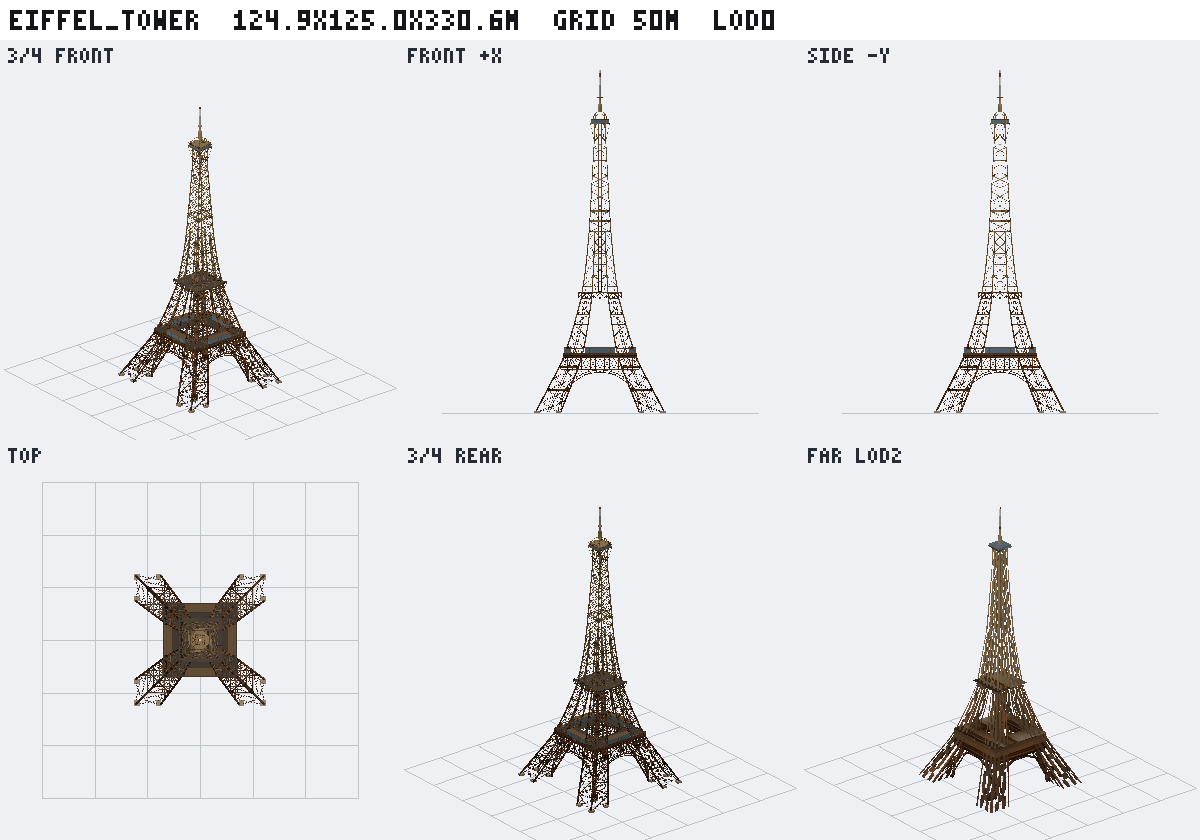 EIFFEL_TOWER 124.9X125.0X330.6M GRID 50M LOD0
3/4 FRONT
FRONT +X
SIDE -Y
TOP
3/4 REAR
FAR LOD2